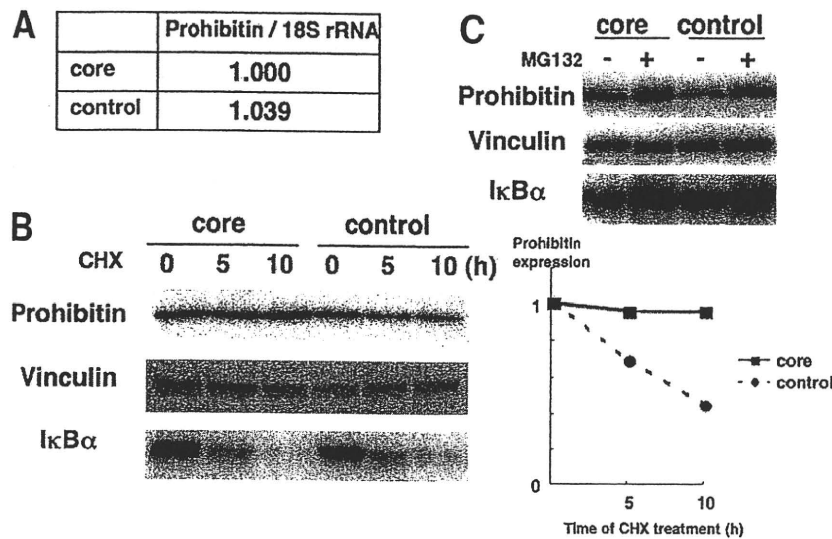 A
Prohibitin / 18S rRNA
core 1.000
control 1.039
B
core control
CHX 0 5 10 0 5 10 (h)
Prohibitin
Vinculin
IκBα
C
core control
MG132 - + - +
Prohibitin
Vinculin
IκBα
Prohibitin
expression
1
0
5 10
Time of CHX treatment (h)
core
control